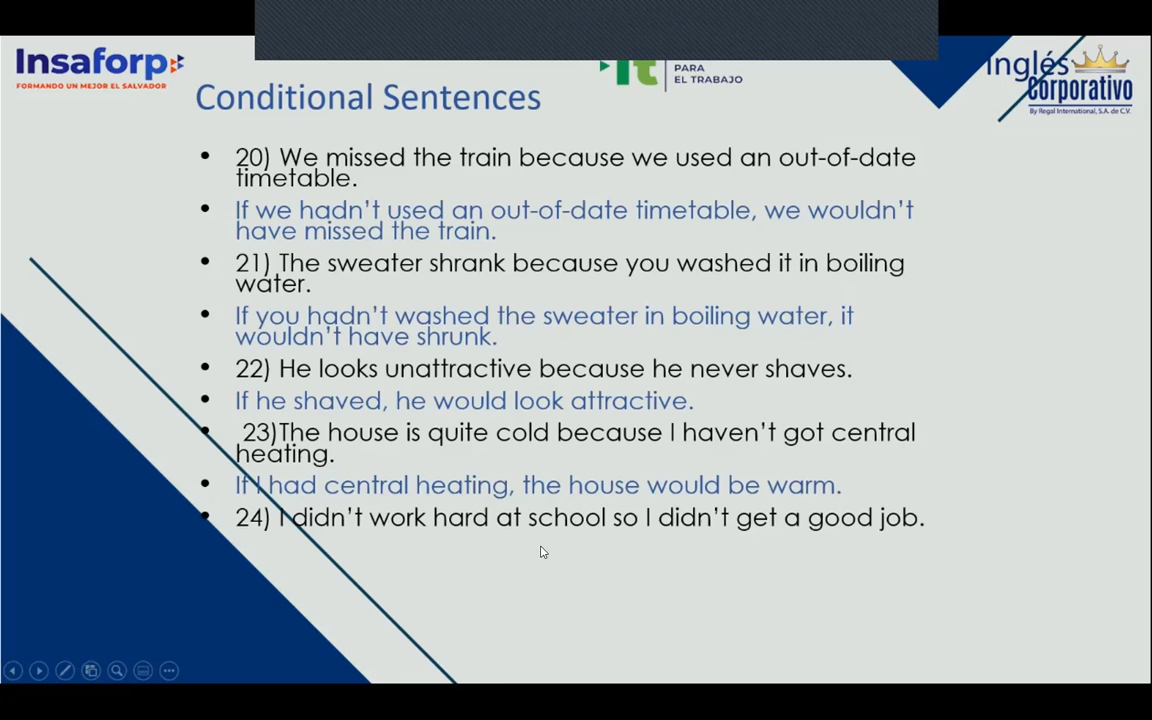 Insaforp
FORMANDO UN MEJOR EL SALVADOR
PARA
EL TRABAJO
Inglés
Corporativo
By Regal International, S.A. de C.V.
Conditional Sentences
• 20) We missed the train because we used an out-of-date
timetable.
• If we hadn't used an out-of-date timetable, we wouldn't
have missed the train.
• 21) The sweater shrank because you washed it in boiling
water.
• If you hadn't washed the sweater in boiling water, it
wouldn't have shrunk.
• 22) He looks unattractive because he never shaves.
• If he shaved, he would look attractive.
• 23)The house is quite cold because I haven't got central
heating.
• If I had central heating, the house would be warm.
• 24) I didn't work hard at school so I didn't get a good job.